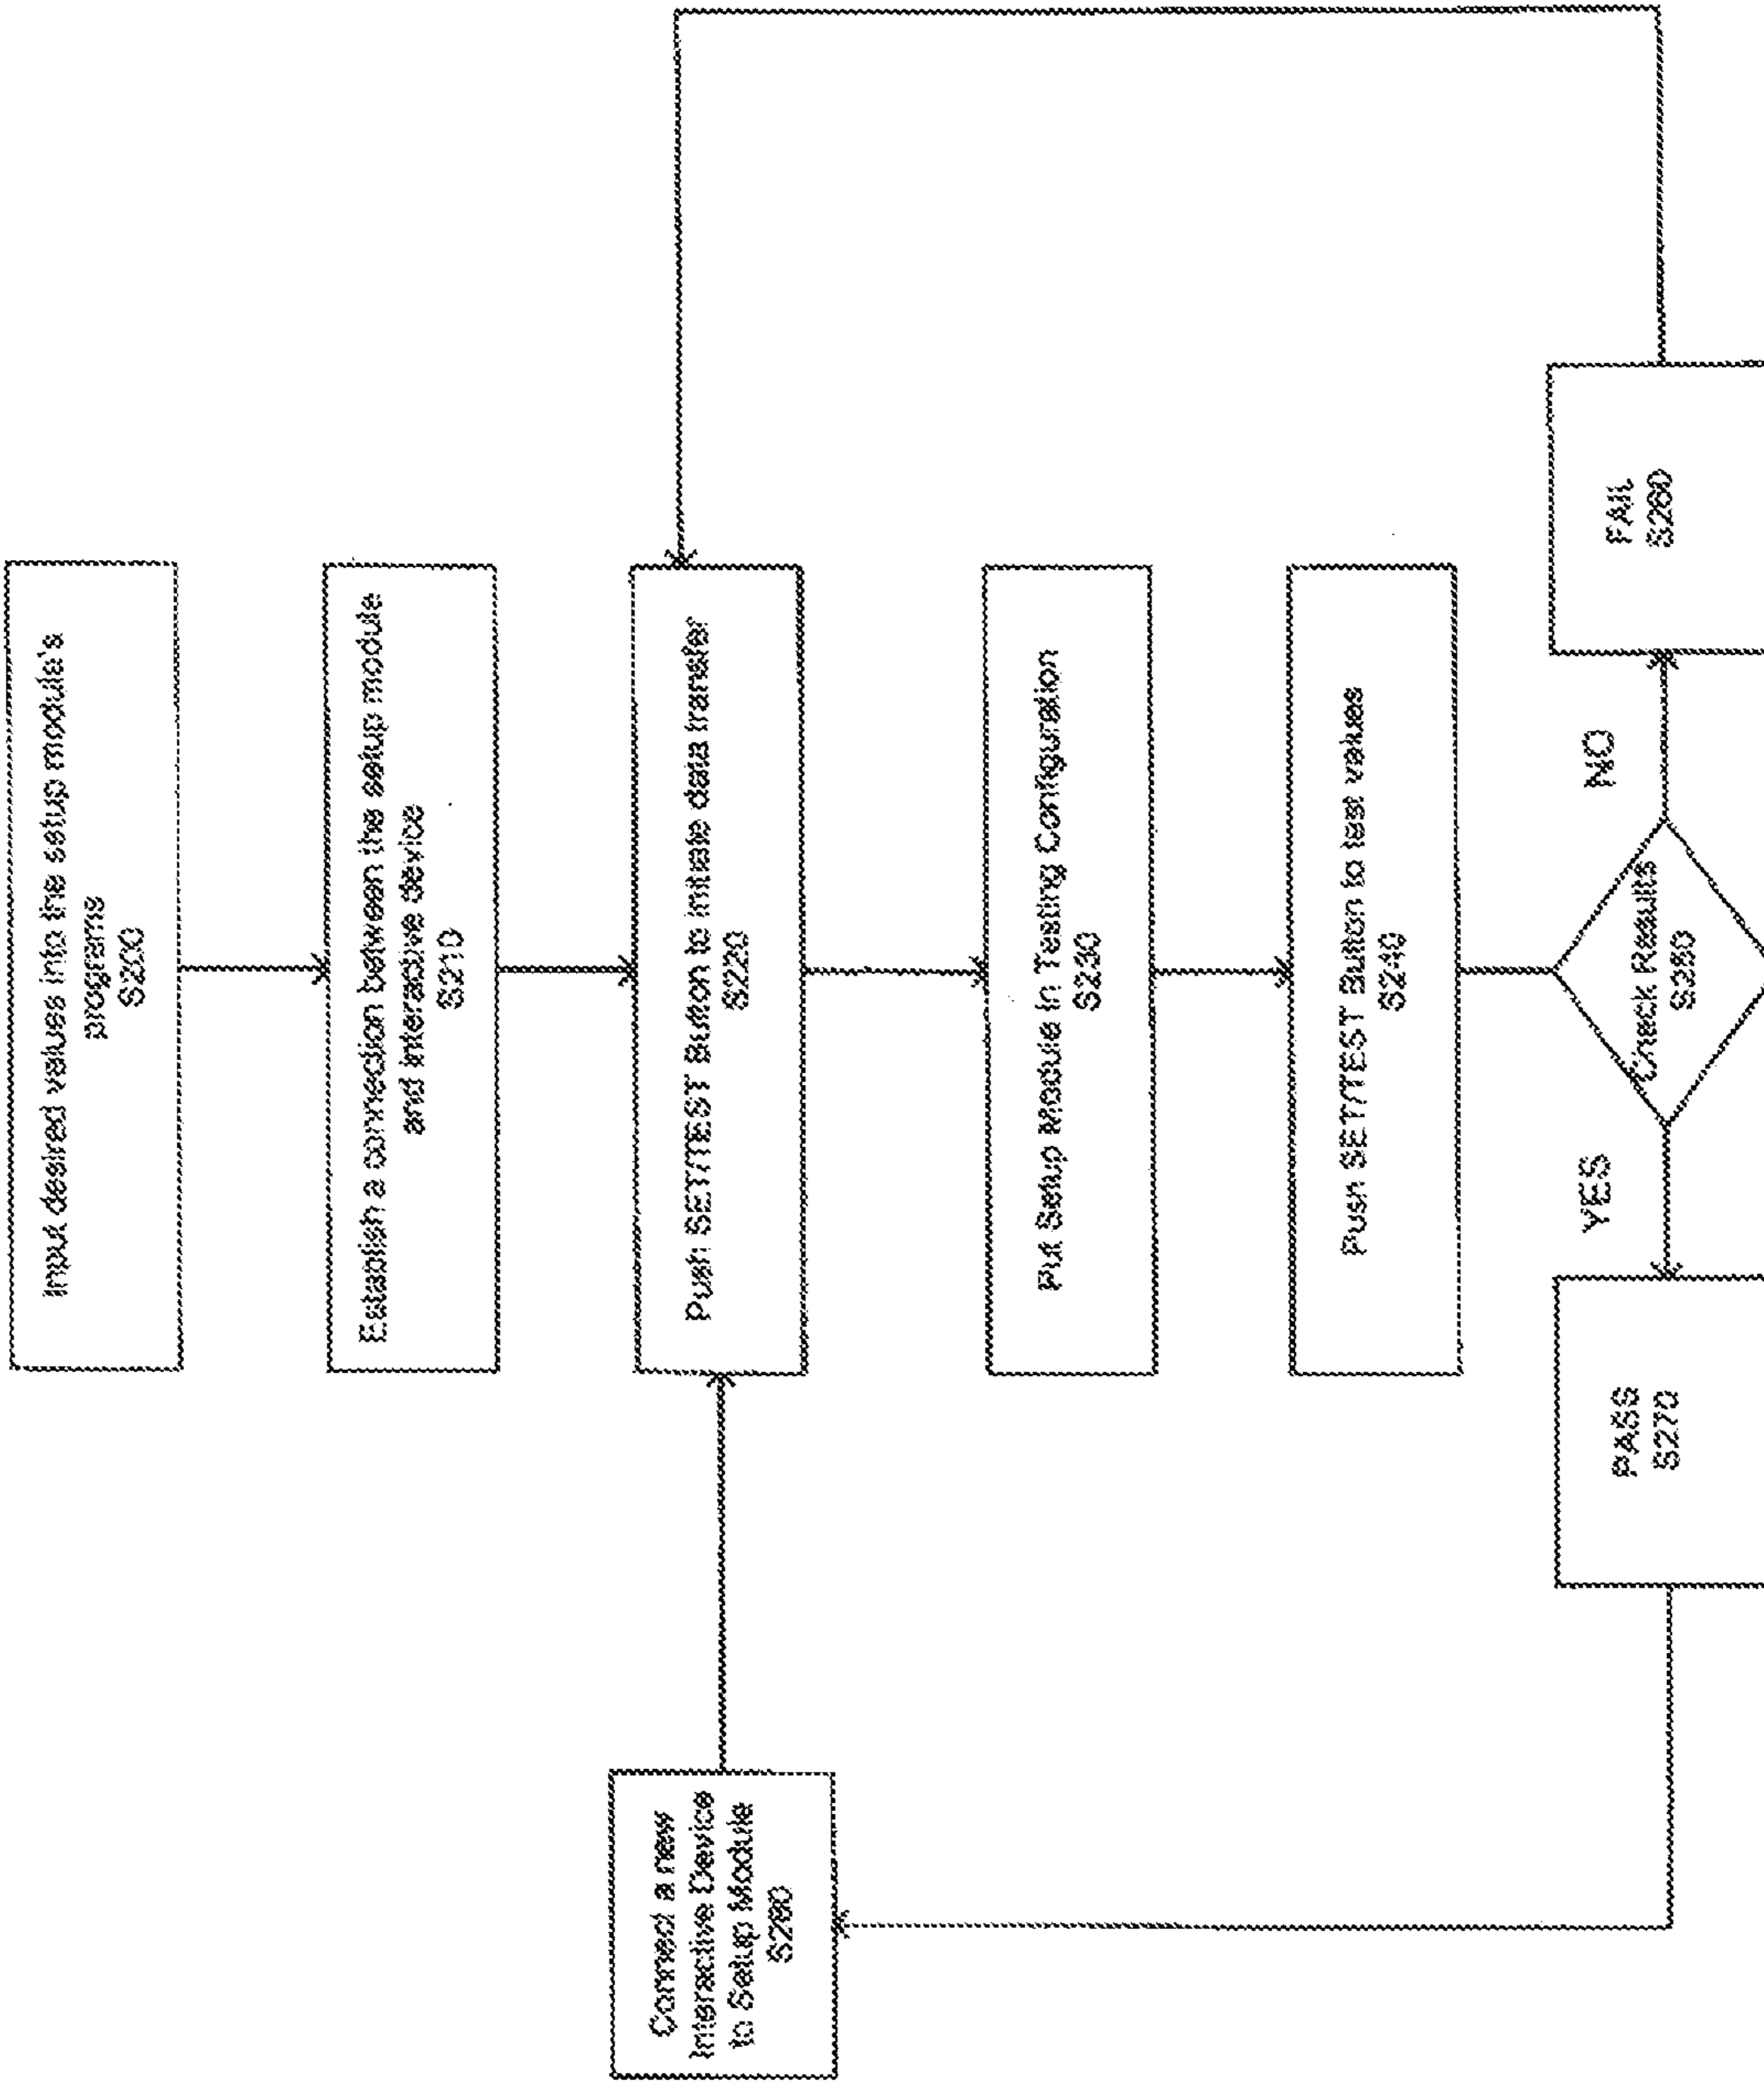 Input desired values into the setup module's
programs
S200
Establish a connection between the setup module
and interactive device
S210
Push SET/TEST Button to initiate data transfer
S220
Put Setup Module in Testing Configuration
S230
Push SET/TEST Button to test values
S240
Check Results
S250
YES
NO
PASS
S270
FAIL
S260
Connect a new
Interactive Device
to Setup Module
S280